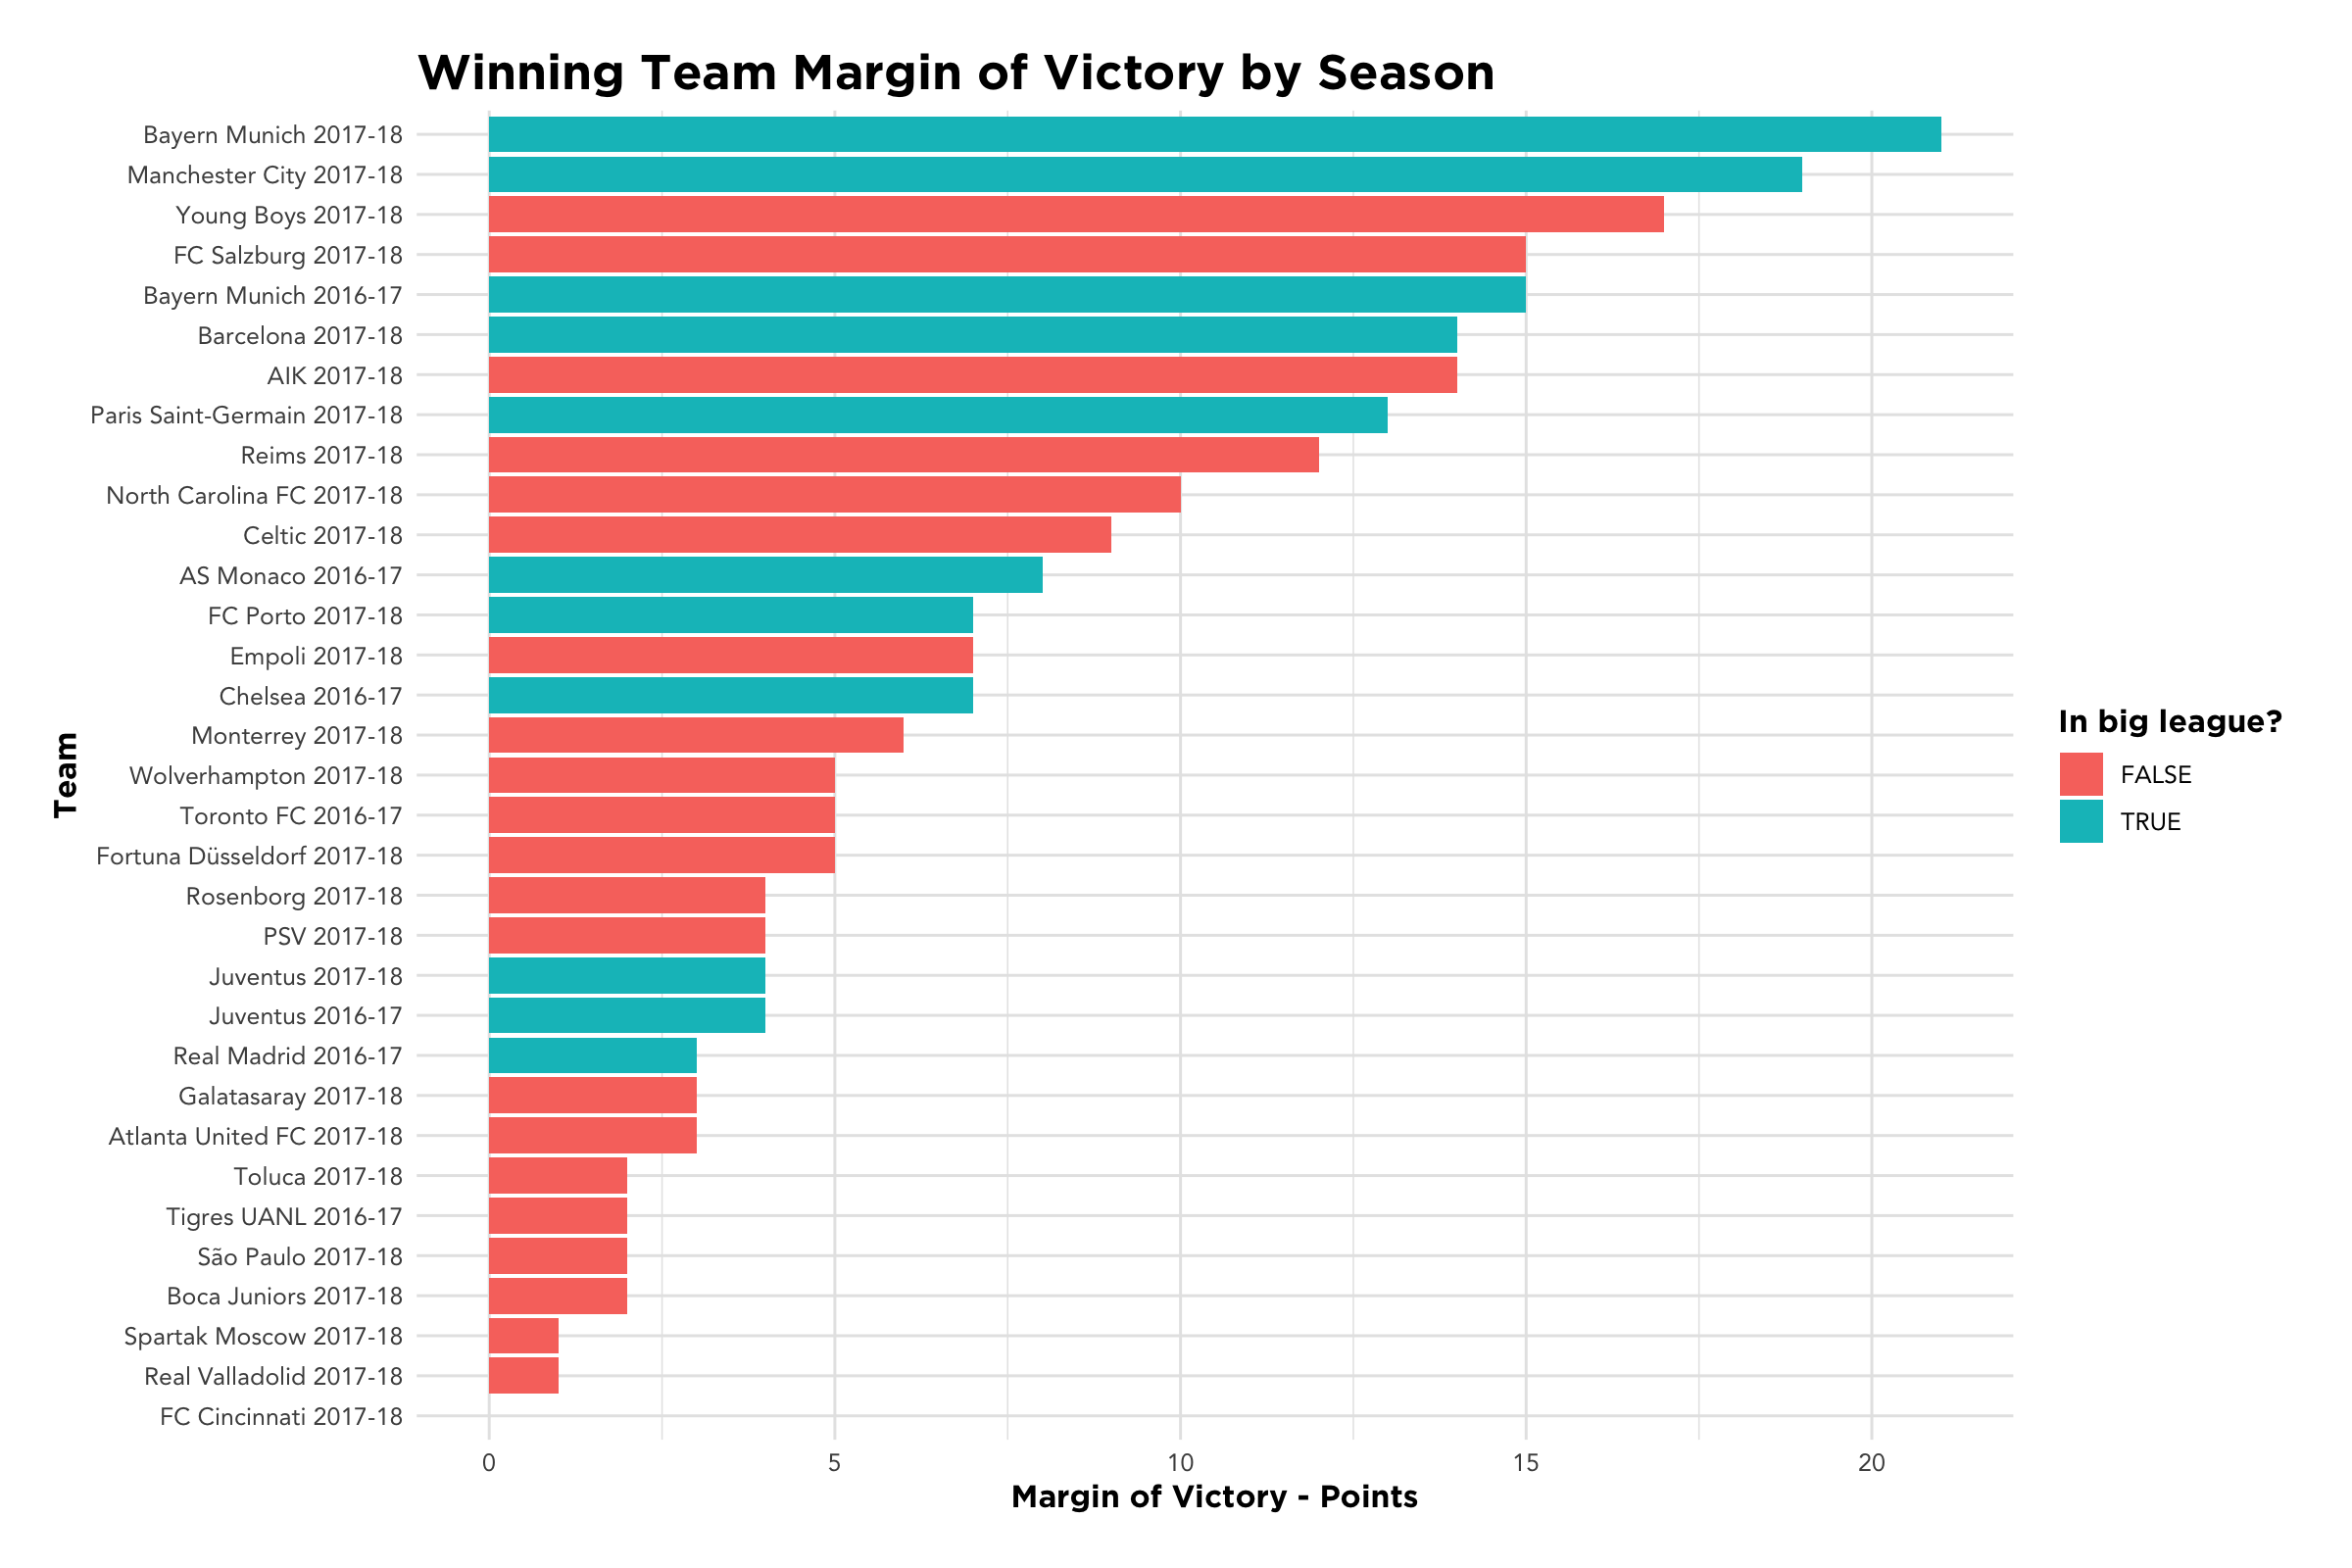 Winning Team Margin of Victory by Season
Bayern Munich 2017-18
Manchester City 2017-18
Young Boys 2017-18
FC Salzburg 2017-18
Bayern Munich 2016-17
Barcelona 2017-18
AIK 2017-18
Paris Saint-Germain 2017-18
Reims 2017-18
North Carolina FC 2017-18
Celtic 2017-18
AS Monaco 2016-17
FC Porto 2017-18
Empoli 2017-18
Chelsea 2016-17
Monterrey 2017-18
Wolverhampton 2017-18
Toronto FC 2016-17
Fortuna Düsseldorf 2017-18
Rosenborg 2017-18
PSV 2017-18
Juventus 2017-18
Juventus 2016-17
Real Madrid 2016-17
Galatasaray 2017-18
Atlanta United FC 2017-18
Toluca 2017-18
Tigres UANL 2016-17
São Paulo 2017-18
Boca Juniors 2017-18
Spartak Moscow 2017-18
Real Valladolid 2017-18
FC Cincinnati 2017-18
Team
0 5 10 15 20
Margin of Victory - Points
In big league?
FALSE
TRUE